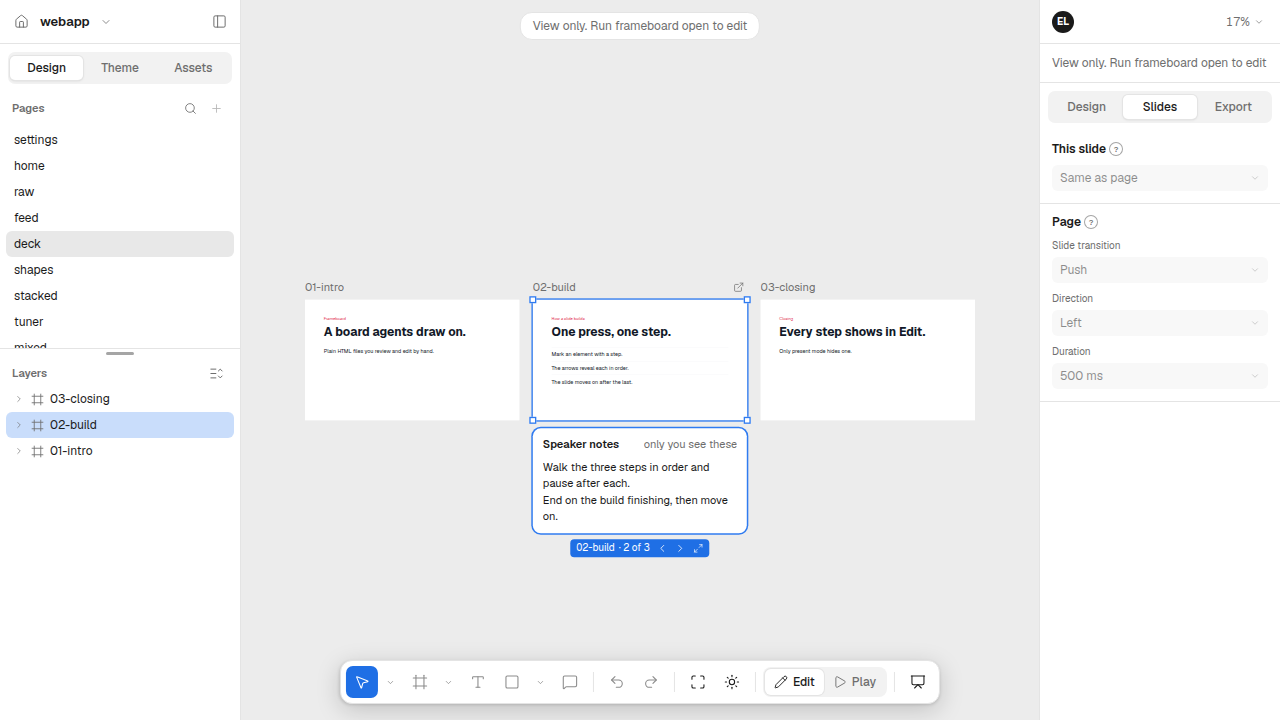 webapp
Design
Theme
Assets
Pages
settings
home
raw
feed
deck
shapes
stacked
tuner
mixed
Layers
03-closing
02-build
01-intro
View only. Run frameboard open to edit
01-intro
Frameboard
A board agents draw on.
Plain HTML files you review and edit by hand.
02-build
How a slide builds
One press, one step.
Mark an element with a step.
The arrows reveal each in order.
The slide moves on after the last.
03-closing
Closing
Every step shows in Edit.
Only present mode hides one.
Speaker notes
only you see these
Walk the three steps in order and
pause after each.
End on the build finishing, then move
on.
02-build · 2 of 3
Edit
Play
EL
17%
View only. Run frameboard open to edit
Design
Slides
Export
This slide ?
Same as page
Page ?
Slide transition
Push
Direction
Left
Duration
500 ms